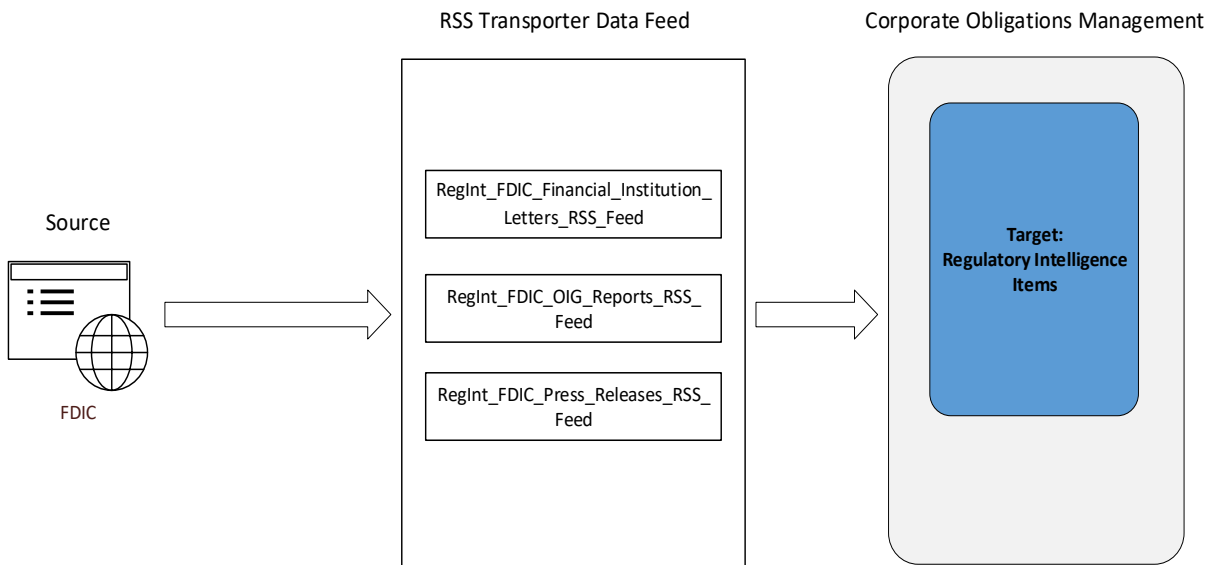 RSS Transporter Data Feed
Corporate Obligations Management
Source
FDIC
RegInt_FDIC_Financial_Institution_
Letters_RSS_Feed
RegInt_FDIC_OIG_Reports_RSS_
Feed
RegInt_FDIC_Press_Releases_RSS_
Feed
Target:
Regulatory Intelligence
Items